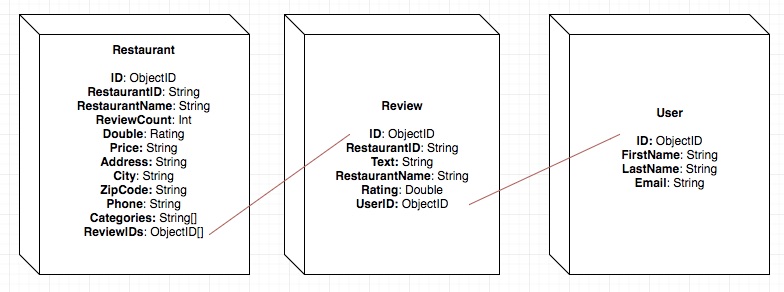 Restaurant
ID: ObjectID
RestaurantID: String
RestaurantName: String
ReviewCount: Int
Double: Rating
Price: String
Address: String
City: String
ZipCode: String
Phone: String
Categories: String[]
ReviewIDs: ObjectID[]
Review
ID: ObjectID
RestaurantID: String
Text: String
RestaurantName: String
Rating: Double
UserID: ObjectID
User
ID: ObjectID
FirstName: String
LastName: String
Email: String